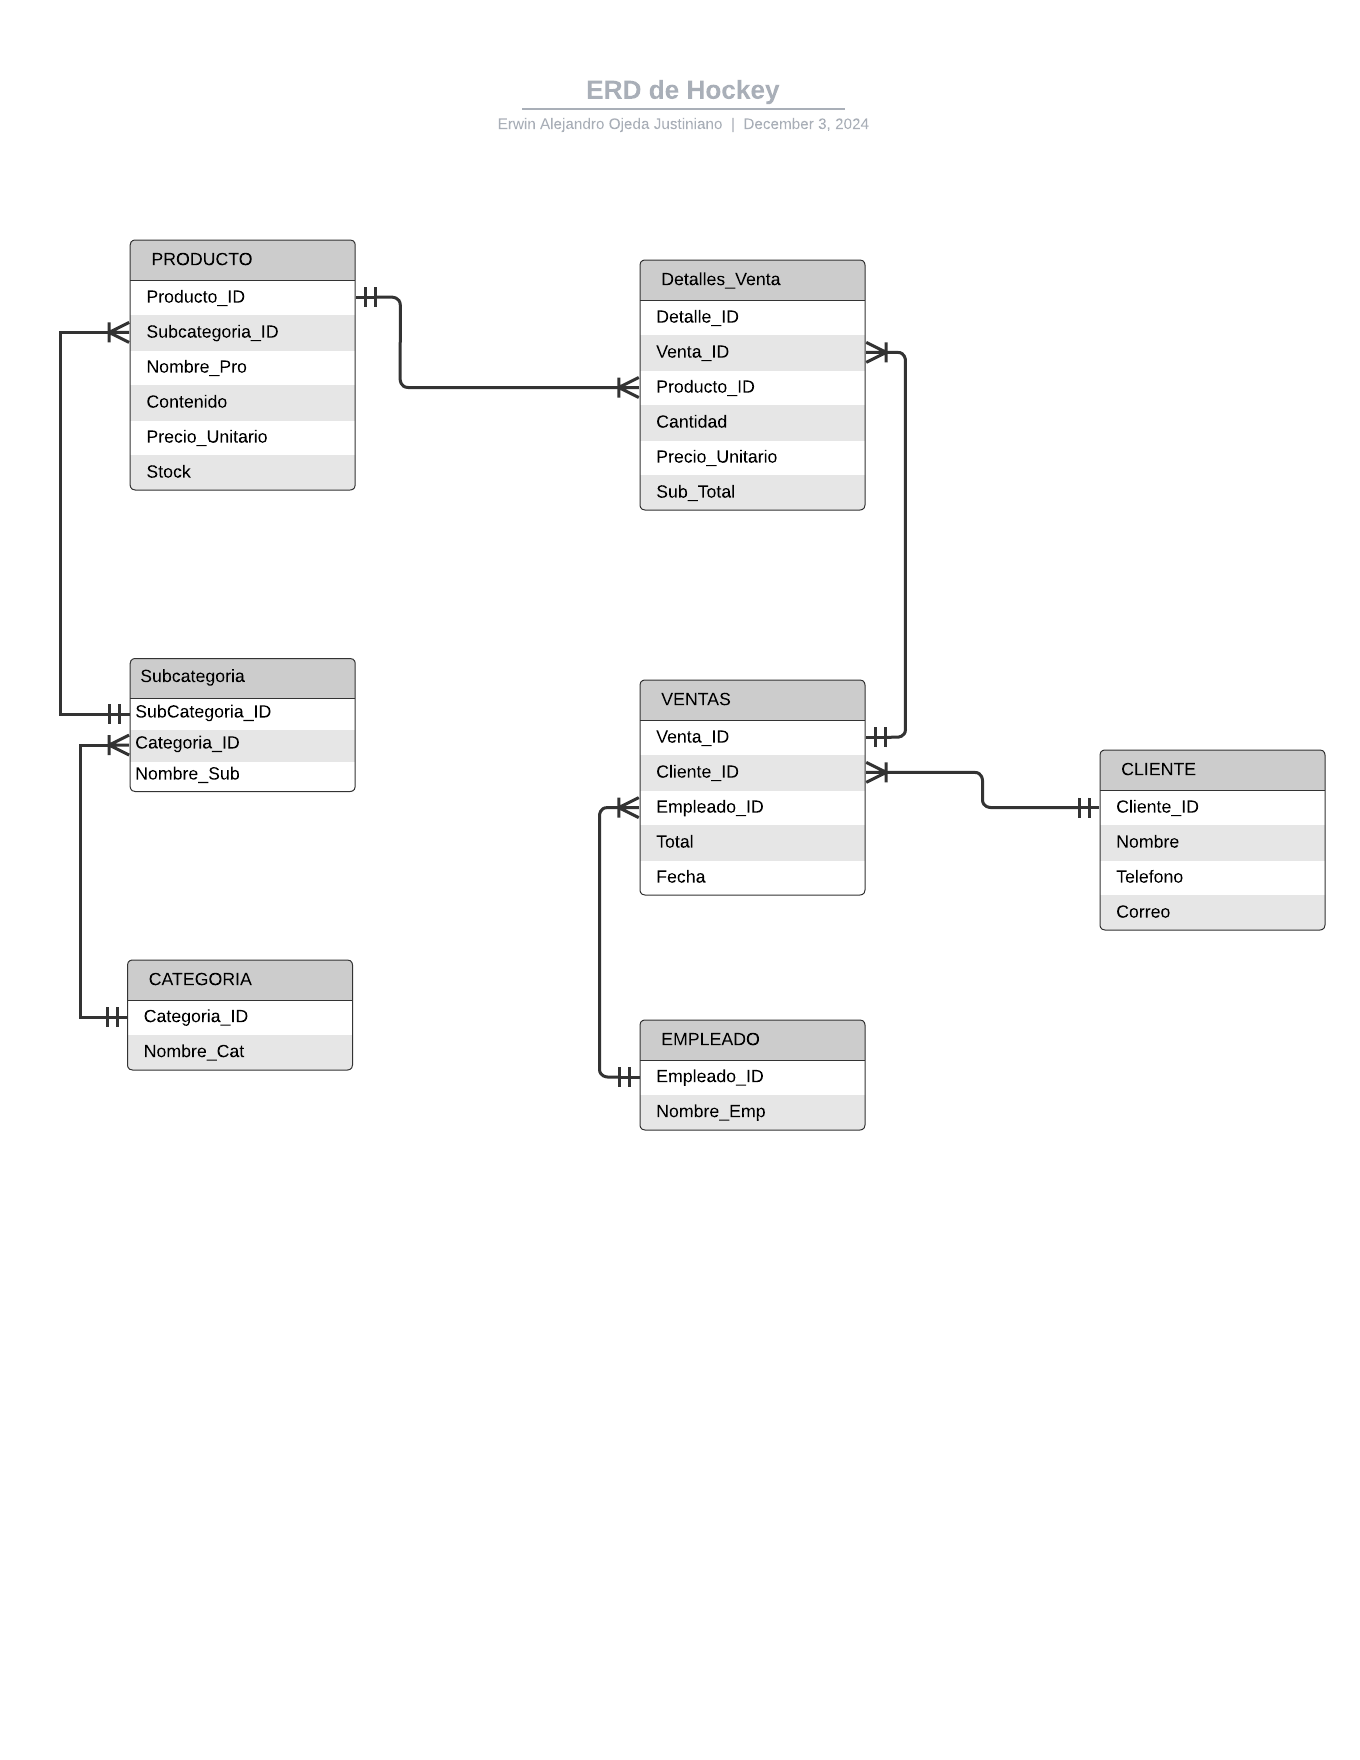 ERD de Hockey
Erwin Alejandro Ojeda Justiniano | December 3, 2024
PRODUCTO
Producto_ID
Subcategoria_ID
Nombre_Pro
Contenido
Precio_Unitario
Stock
Detalles_Venta
Detalle_ID
Venta_ID
Producto_ID
Cantidad
Precio_Unitario
Sub_Total
Subcategoria
SubCategoria_ID
Categoria_ID
Nombre_Sub
VENTAS
Venta_ID
Cliente_ID
Empleado_ID
Total
Fecha
CLIENTE
Cliente_ID
Nombre
Telefono
Correo
CATEGORIA
Categoria_ID
Nombre_Cat
EMPLEADO
Empleado_ID
Nombre_Emp